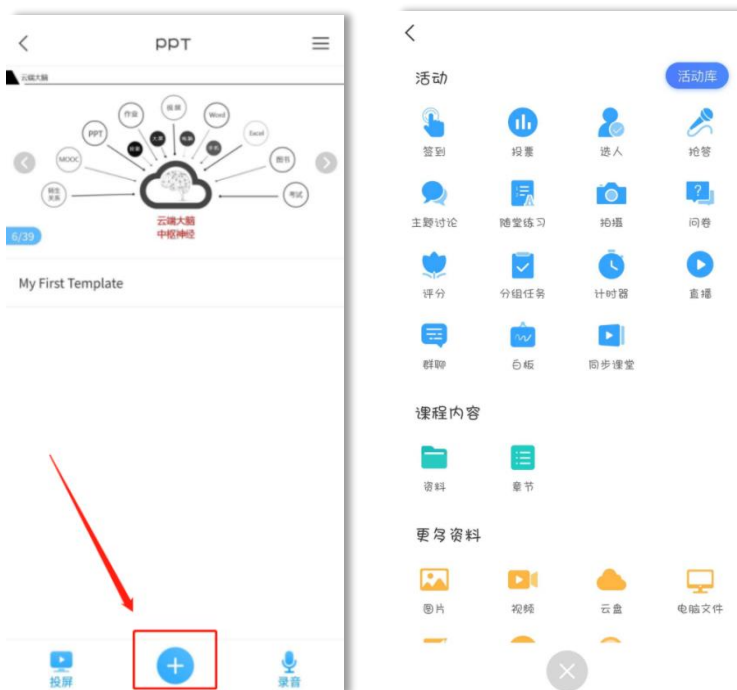 PPT
云端大脑
投屏
作业
Word
PPT
Excel
MOOC
图书
师生
关系
考试
云端大脑
中枢神经
6/39
My First Template
投屏
录音
活动
活动库
签到
投票
选人
抢答
主题讨论
随堂练习
拍摄
问卷
评分
分组任务
计时器
直播
群聊
白板
同步课堂
课程内容
资料
章节
更多资料
图片
视频
云盘
电脑文件